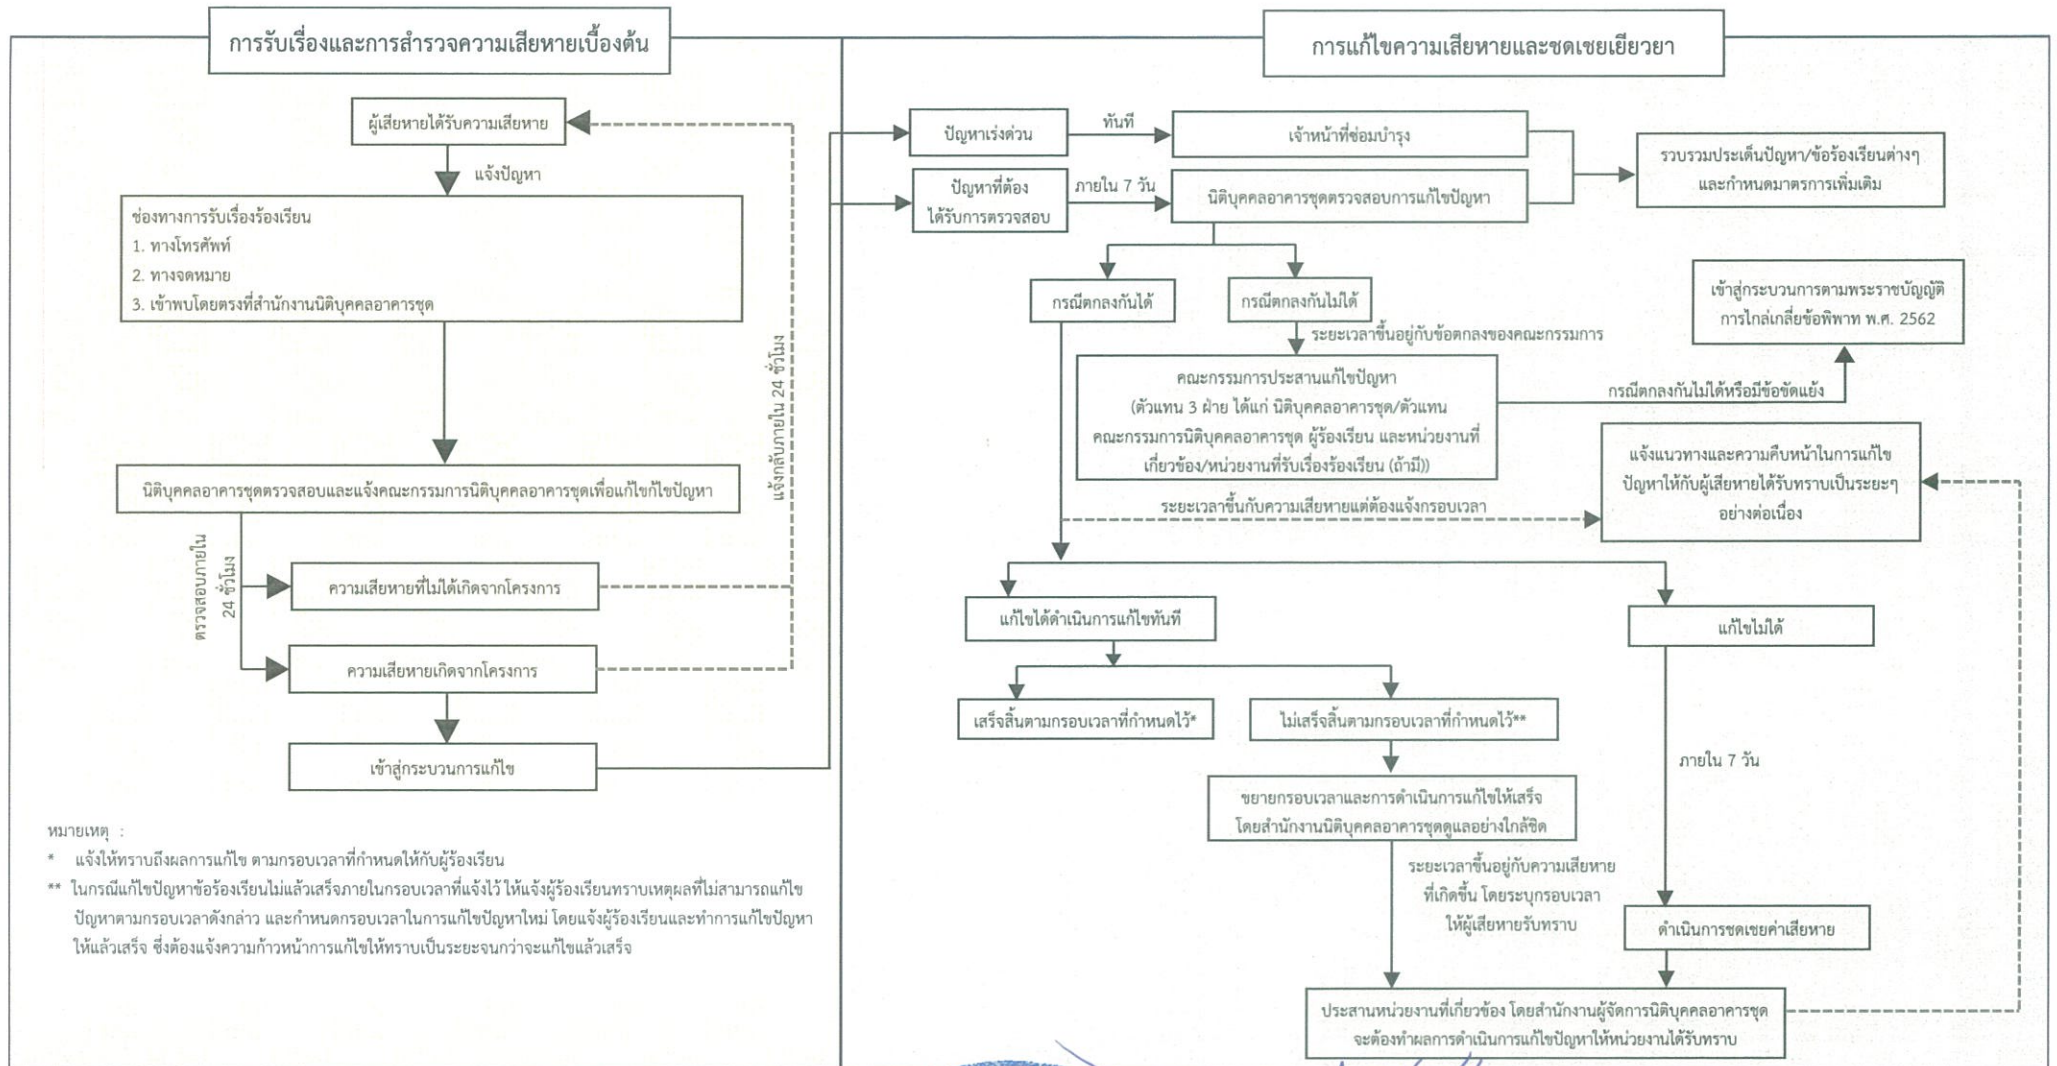 การรับเรื่องและการสำรวจความเสียหายเบื้องต้น
ผู้เสียหายได้รับความเสียหาย
แจ้งปัญหา
ช่องทางการรับเรื่องร้องเรียน
1. ทางโทรศัพท์
2. ทางจดหมาย
3. เข้าพบโดยตรงที่สำนักงานนิติบุคคลอาคารชุด
แจ้งกลับภายใน 24 ชั่วโมง
นิติบุคคลอาคารชุดตรวจสอบและแจ้งคณะกรรมการนิติบุคคลอาคารชุดเพื่อแก้ไขก้ไขปัญหา
ตรวจสอบภายใน
24 ชั่วโมง
ความเสียหายที่ไม่ได้เกิดจากโครงการ
ความเสียหายเกิดจากโครงการ
เข้าสู่กระบวนการแก้ไข
หมายเหตุ :
* แจ้งให้ทราบถึงผลการแก้ไข ตามกรอบเวลาที่กำหนดให้กับผู้ร้องเรียน
** ในกรณีแก้ไขปัญหาข้อร้องเรียนไม่แล้วเสร็จภายในกรอบเวลาที่แจ้งไว้ ให้แจ้งผู้ร้องเรียนทราบเหตุผลที่ไม่สามารถแก้ไข
ปัญหาตามกรอบเวลาดังกล่าว และกำหนดกรอบเวลาในการแก้ไขปัญหาใหม่ โดยแจ้งผู้ร้องเรียนและทำการแก้ไขปัญหา
ให้แล้วเสร็จ ซึ่งต้องแจ้งความก้าวหน้าการแก้ไขให้ทราบเป็นระยะจนกว่าจะแก้ไขแล้วเสร็จ
การแก้ไขความเสียหายและชดเชยเยียวยา
ปัญหาเร่งด่วน
ทันที
เจ้าหน้าที่ซ่อมบำรุง
ปัญหาที่ต้อง
ได้รับการตรวจสอบ
ภายใน 7 วัน
นิติบุคคลอาคารชุดตรวจสอบการแก้ไขปัญหา
รวบรวมประเด็นปัญหา/ข้อร้องเรียนต่างๆ
และกำหนดมาตรการเพิ่มเติม
กรณีตกลงกันได้
กรณีตกลงกันไม่ได้
ระยะเวลาขึ้นอยู่กับข้อตกลงของคณะกรรมการ
เข้าสู่กระบวนการตามพระราชบัญญัติ
การไกล่เกลี่ยข้อพิพาท พ.ศ. 2562
คณะกรรมการประสานแก้ไขปัญหา
(ตัวแทน 3 ฝ่าย ได้แก่ นิติบุคคลอาคารชุด/ตัวแทน
คณะกรรมการนิติบุคคลอาคารชุด ผู้ร้องเรียน และหน่วยงานที่
เกี่ยวข้อง/หน่วยงานที่รับเรื่องร้องเรียน (ถ้ามี))
กรณีตกลงกันไม่ได้หรือมีข้อขัดแย้ง
ระยะเวลาขึ้นกับความเสียหายแต่ต้องแจ้งกรอบเวลา
แจ้งแนวทางและความคืบหน้าในการแก้ไข
ปัญหาให้กับผู้เสียหายได้รับทราบเป็นระยะๆ
อย่างต่อเนื่อง
แก้ไขได้ดำเนินการแก้ไขทันที
แก้ไขไม่ได้
เสร็จสิ้นตามกรอบเวลาที่กำหนดไว้*
ไม่เสร็จสิ้นตามกรอบเวลาที่กำหนดไว้**
ภายใน 7 วัน
ขยายกรอบเวลาและการดำเนินการแก้ไขให้เสร็จ
โดยสำนักงานนิติบุคคลอาคารชุดดูแลอย่างใกล้ชิด
ระยะเวลาขึ้นอยู่กับความเสียหาย
ที่เกิดขึ้น โดยระบุกรอบเวลา
ให้ผู้เสียหายรับทราบ
ดำเนินการชดเชยค่าเสียหาย
ประสานหน่วยงานที่เกี่ยวข้อง โดยสำนักงานผู้จัดการนิติบุคคลอาคารชุด
จะต้องทำผลการดำเนินการแก้ไขปัญหาให้หน่วยงานได้รับทราบ